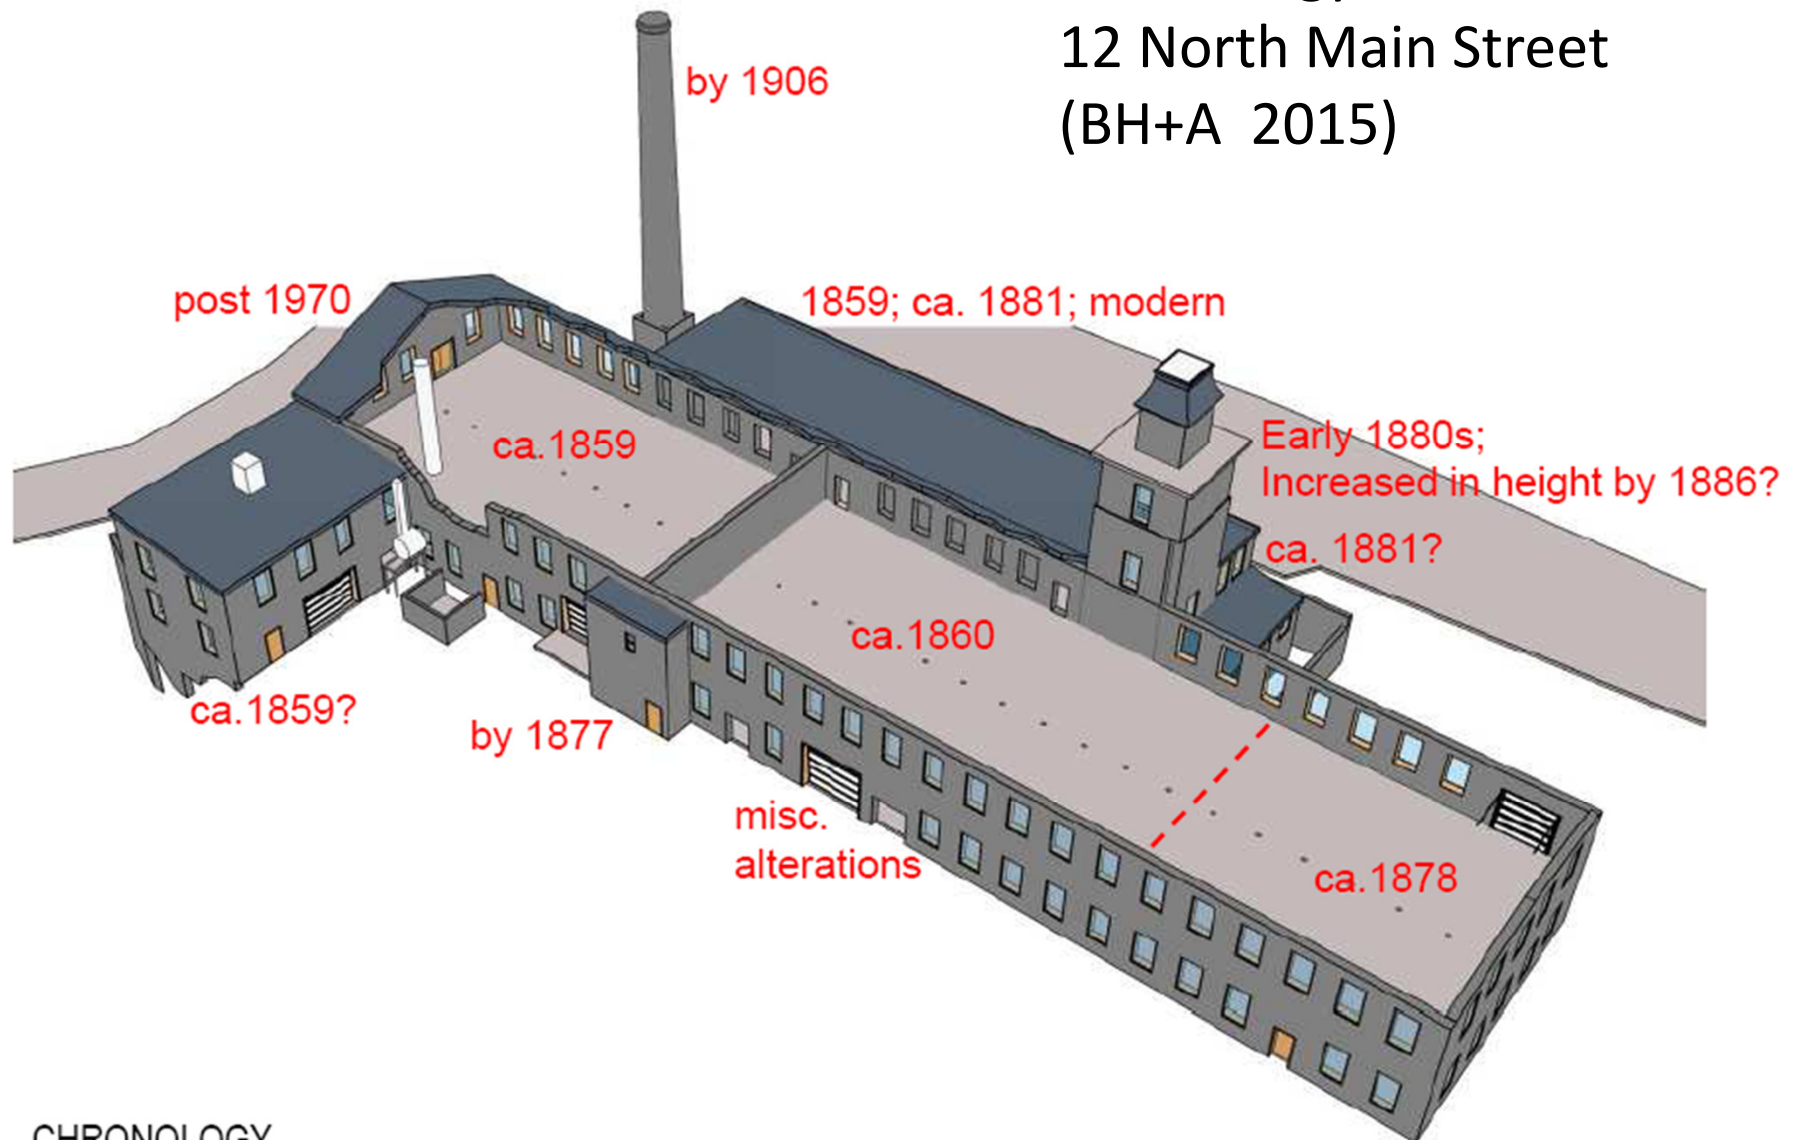 12 North Main Street
(BH+A 2015)
by 1906
post 1970
1859; ca. 1881; modern
ca.1859
Early 1880s;
Increased in height by 1886?
ca. 1881?
ca.1860
ca.1859?
by 1877
misc.
alterations
ca.1878
CHRONOLOGY